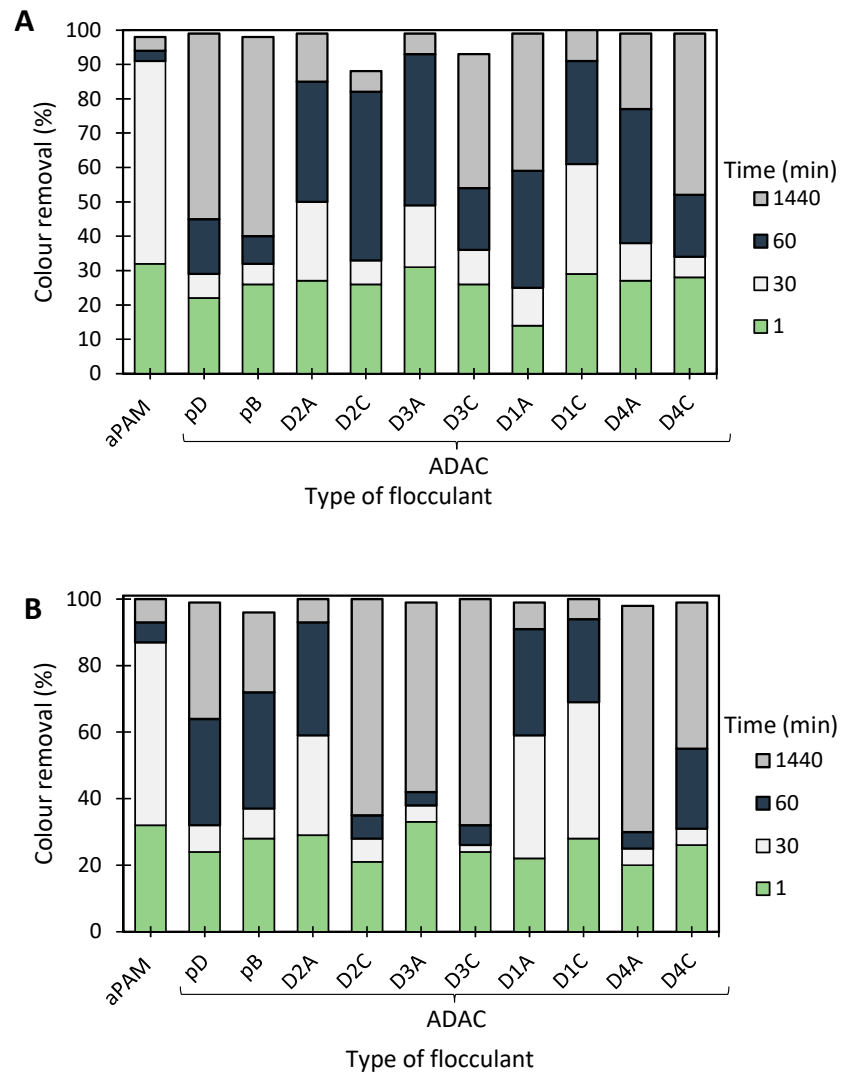 A
Colour removal (%)
100
90
80
70
60
50
40
30
20
10
0
aPAM
pD
pB
D2A
D2C
D3A
D3C
D1A
D1C
D4A
D4C
ADAC
Type of flocculant
Time (min)
1440
60
30
1
B
Colour removal (%)
100
80
60
40
20
0
aPAM
pD
pB
D2A
D2C
D3A
D3C
D1A
D1C
D4A
D4C
ADAC
Type of flocculant
Time (min)
1440
60
30
1